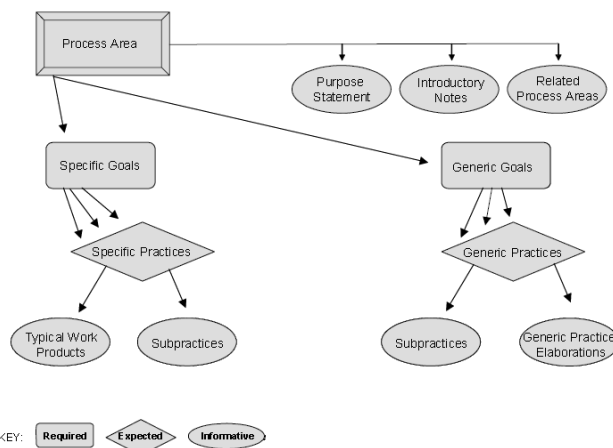 Process Area
Purpose
Statement
Introductory
Notes
Related
Process Areas
Specific Goals
Generic Goals
Specific Practices
Generic Practices
Typical Work
Products
Subpractices
Subpractices
Generic Practice
Elaborations
KEY:
Required
Expected
Informative